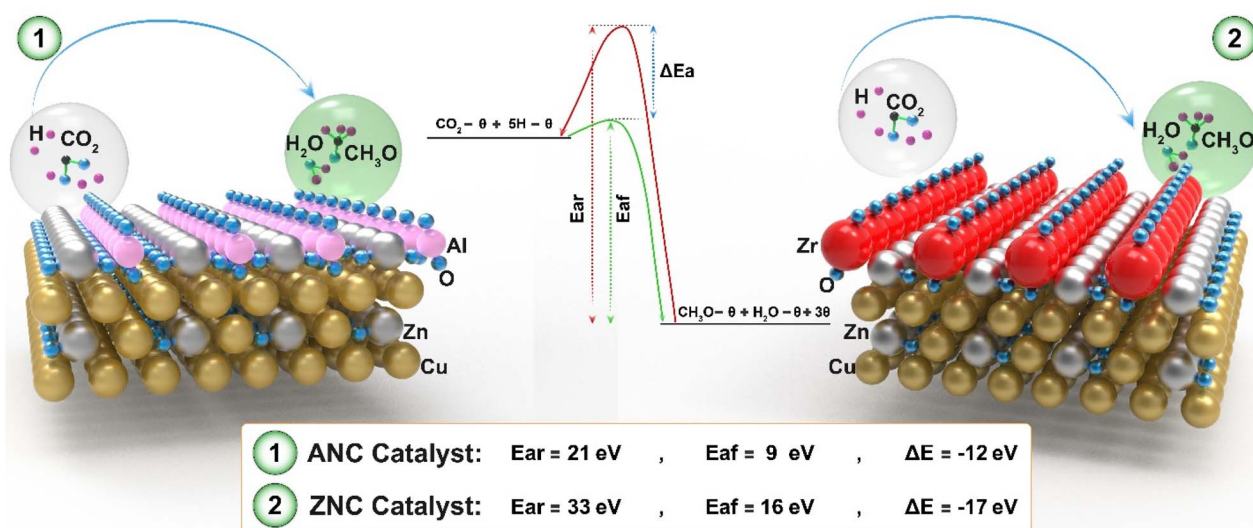 1
H
CO2
H2O
CH3O
Al
O
Zn
Cu
CO2 – θ + 5H – θ
ΔEa
Ear
Eaf
CH3O – θ + H2O – θ + 3θ
2
H
CO2
H2O
CH3O
Zr
O
Zn
Cu
1 ANC Catalyst: Ear = 21 eV , Eaf = 9 eV , ΔE = -12 eV
2 ZNC Catalyst: Ear = 33 eV , Eaf = 16 eV , ΔE = -17 eV